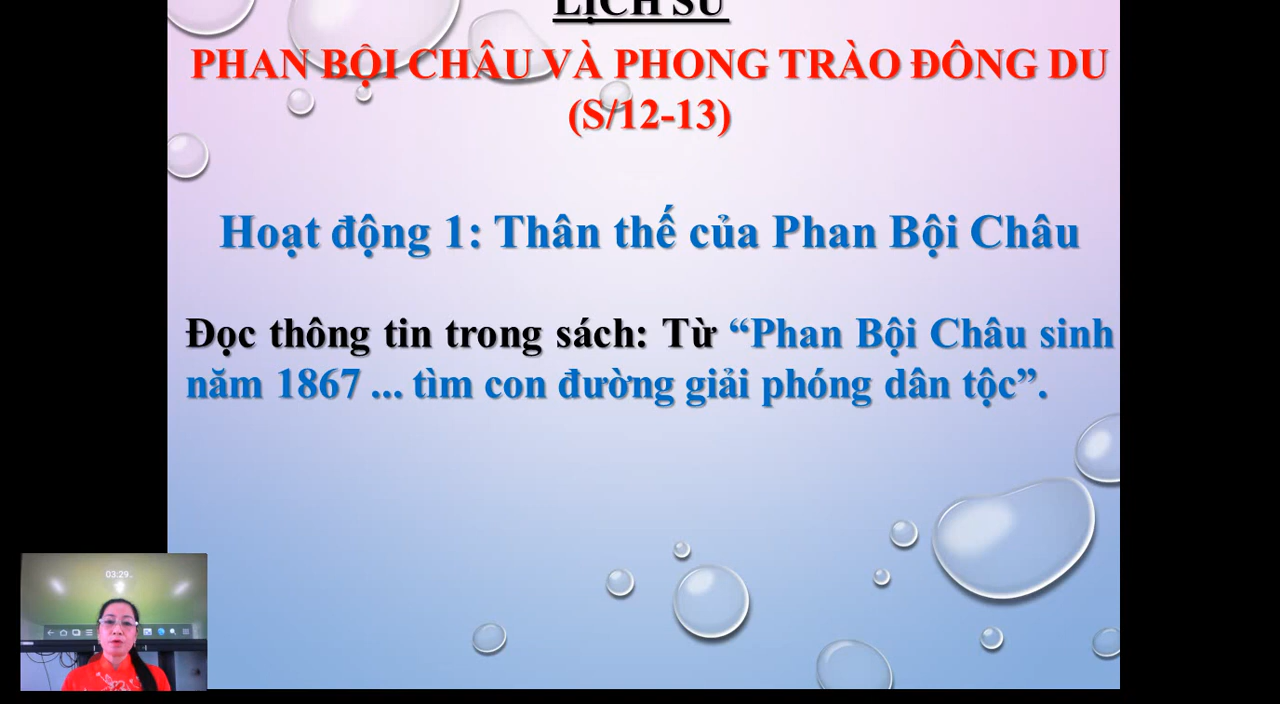 LỊCH SỬ
PHAN BỘI CHÂU VÀ PHONG TRÀO ĐÔNG DU
(S/12-13)
Hoạt động 1: Thân thế của Phan Bội Châu
Đọc thông tin trong sách: Từ “Phan Bội Châu sinh
năm 1867 ... tìm con đường giải phóng dân tộc”.
03:29